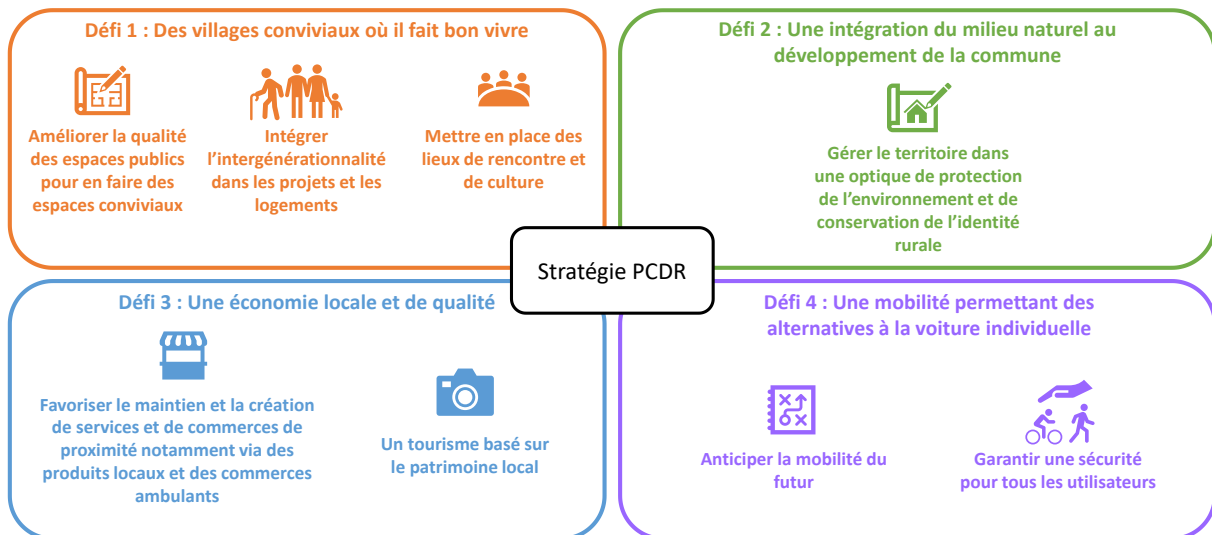 Défi 1 : Des villages conviviaux où il fait bon vivre
Améliorer la qualité
des espaces publics
pour en faire des
espaces conviviaux
Intégrer
l’intergénérationnalité
dans les projets et les
logements
Mettre en place des
lieux de rencontre et
de culture
Défi 2 : Une intégration du milieu naturel au
développement de la commune
Gérer le territoire dans
une optique de protection
de l’environnement et de
conservation de l’identité
rurale
Stratégie PCDR
Défi 3 : Une économie locale et de qualité
Favoriser le maintien et la création
de services et de commerces de
proximité notamment via des
produits locaux et des commerces
ambulants
Un tourisme basé sur
le patrimoine local
Défi 4 : Une mobilité permettant des
alternatives à la voiture individuelle
Anticiper la mobilité du
futur
Garantir une sécurité
pour tous les utilisateurs